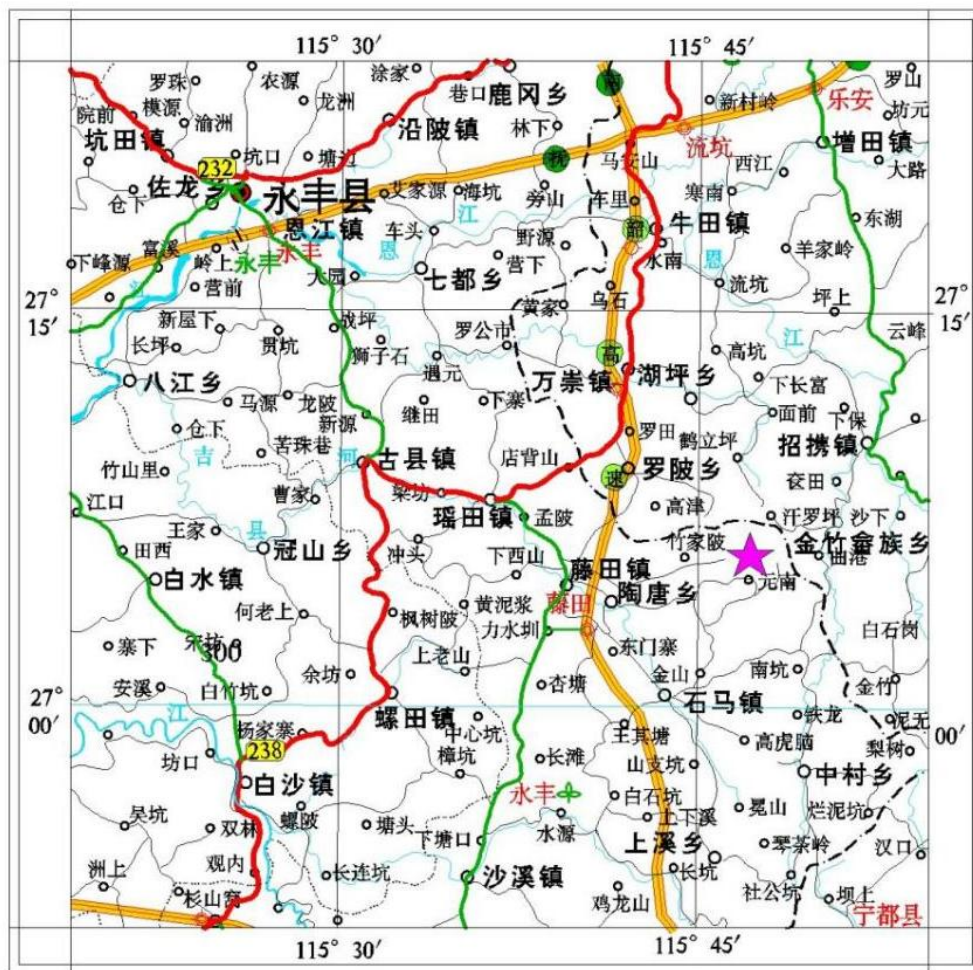 115° 30′
115° 45′
罗珠
农源
涂家
巷口
鹿冈乡
罗山
乐安
院前
模源
渝洲
龙洲
沿陂镇
林下
新村岭
坊元
坑田镇
坑口
塘边
抚
马安山
流坑
西江
增田镇
大路
232
佐龙乡
永丰县
艾家源
海坑
旁山
车里
寒南
仓下
恩江镇
车头
江
恩
韶
牛田镇
东湖
下峰源
富溪
岭上
永丰
永丰
野源
水南
恩
羊家岭
营前
大园
七都乡
营下
乌石
流坑
坪上
27°
15′
27°
15′
黄家
新屋下
战坪
罗公市
江
云峰
长坪
贯坑
狮子石
遇元
高
高坑
八江乡
万崇镇
湖坪乡
下长富
马源
龙陂
新源
继田
下寨
面前
下保
仓下
苦珠巷
罗田
鹤立坪
招携镇
竹山里
吉
河
古县镇
店背山
速
罗陂乡
江口
曹家
梁坊
瑶田镇
孟陂
高津
汗罗坪
沙下
王家
县
田西
冠山乡
冲头
下西山
竹家陂
金竹畲族乡
白水镇
藤田镇
元南
何老上
枫树陂
黄泥浆
藤田
陶唐乡
力水圳
白石岗
寨下
300
上老山
东门寨
余坊
金山
南坑
金竹
安溪
白竹坑
杏塘
石马镇
27°
00′
00′
江
杨家寨
螺田镇
中心坑
王其塘
铁龙
泥无
238
坊口
樟坑
长滩
高虎脑
梨树
白沙镇
山支坑
中村乡
永丰
白石坑
吴坑
双林
螺陂
塘头
下塘口
水源
上下溪
晃山
烂泥坑
上溪乡
琴茶岭
汉口
洲上
观内
长连坑
沙溪镇
长坑
社公坑
杉山窝
鸡龙山
坝上
宁都县
115° 30′
115° 45′